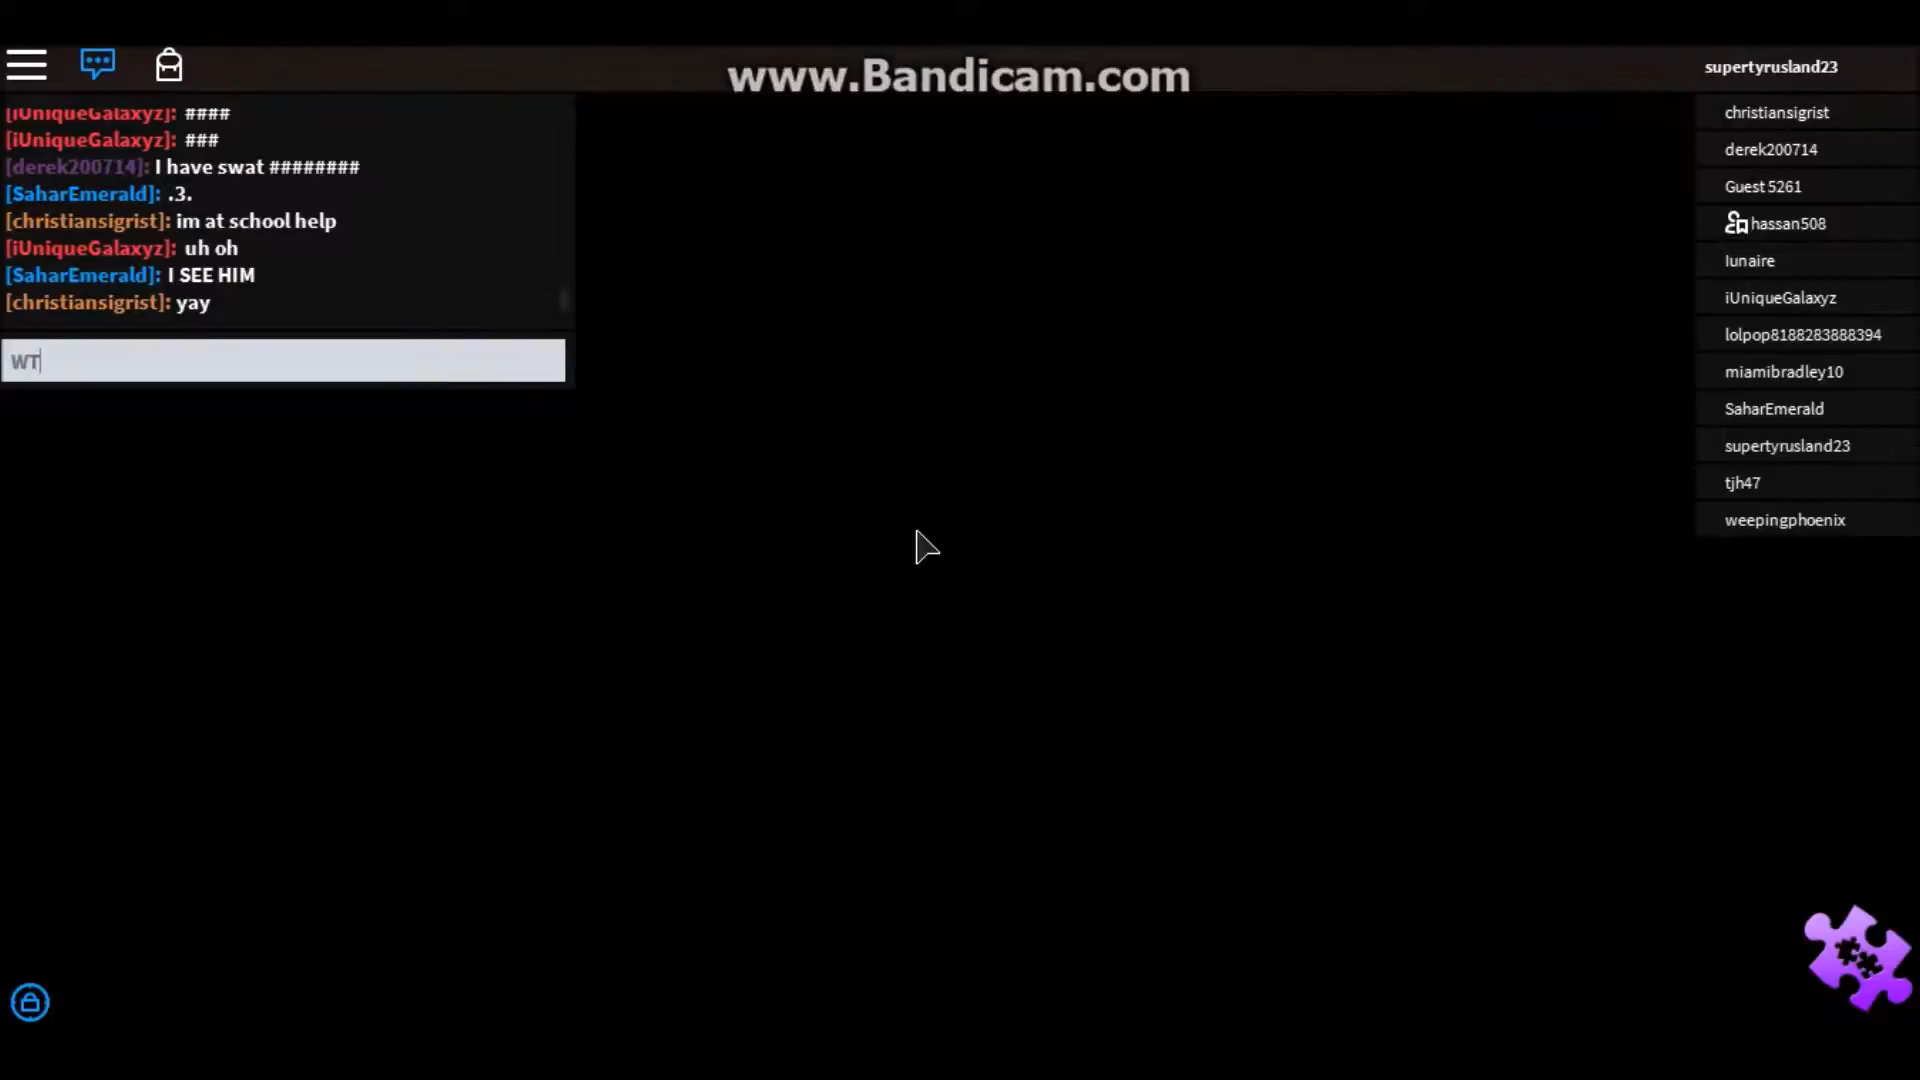 www.Bandicam.com
supertyrusland23
[iUniqueGalaxyz]: ####
[iUniqueGalaxyz]: ###
[derek200714]: I have swat ########
[SaharEmerald]: .3.
[christiansigrist]: im at school help
[iUniqueGalaxyz]: uh oh
[SaharEmerald]: I SEE HIM
[christiansigrist]: yay
WT
christiansigrist
derek200714
Guest 5261
hassan508
lunaire
iUniqueGalaxyz
lolpop8188283888394
miamibradley10
SaharEmerald
supertyrusland23
tjh47
weepingphoenix